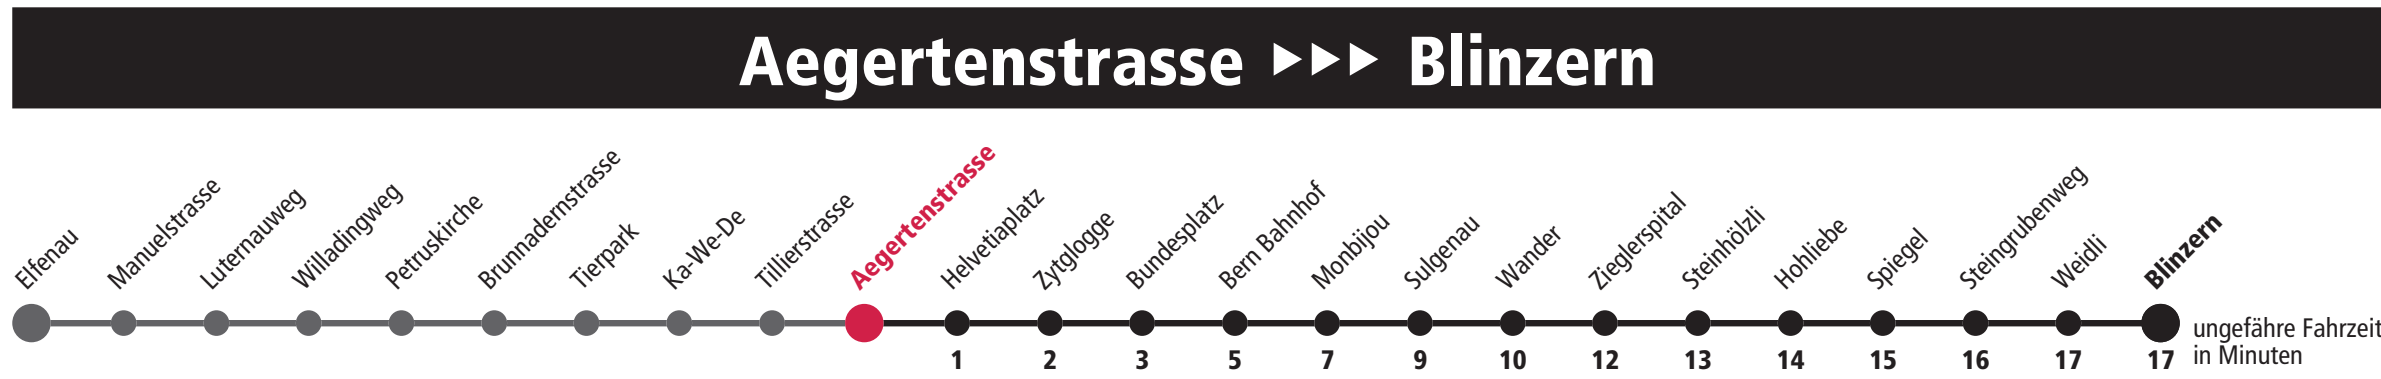 Aegertenstrasse ▶▶▶ Blinzern
Elfenau
Manuelstrasse
Luternauweg
Willadingweg
Petruskirche
Brunnadernstrasse
Tierpark
Ka-We-De
Tillierstrasse
Aegertenstrasse
Helvetiaplatz
Zytglogge
Bundesplatz
Bern Bahnhof
Monbijou
Sulgenau
Wander
Zieglerspital
Steinhölzli
Hohliebe
Spiegel
Steingrubenweg
Weidli
Blinzern
1 2 3 5 7 9 10 12 13 14 15 16 17 17
ungefähre Fahrzeit
in Minuten